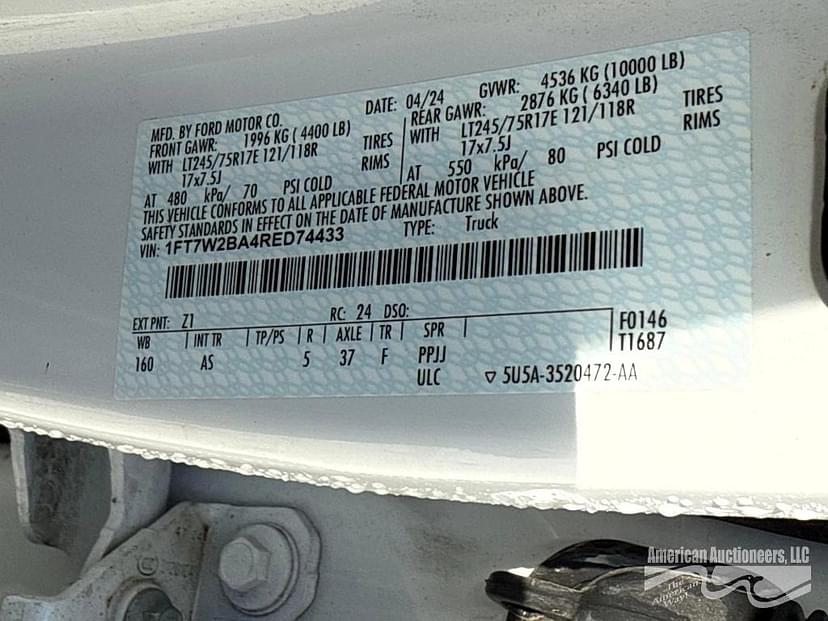 MFD. BY FORD MOTOR CO.
DATE: 04/24
GVWR: 4536 KG (10000 LB)
FRONT GAWR: 1996 KG (4400 LB)
WITH LT245/75R17E 121/118R TIRES
17x7.5J RIMS
AT 480 kPa/ 70 PSI COLD
REAR GAWR: 2876 KG (6340 LB)
WITH LT245/75R17E 121/118R TIRES
17x7.5J RIMS
AT 550 kPa/ 80 PSI COLD
THIS VEHICLE CONFORMS TO ALL APPLICABLE FEDERAL MOTOR VEHICLE
SAFETY STANDARDS IN EFFECT ON THE DATE OF MANUFACTURE SHOWN ABOVE.
VIN: 1FT7W2BA4RED74433 TYPE: Truck
EXT PNT: Z1 RC: 24 DSO:
WB INT TR TP/PS R AXLE TR SPR
160 AS 5 37 F PPJJ
ULC
F0146
T1687
5U5A-3520472-AA
American Auctioneers, LLC
The American Way!